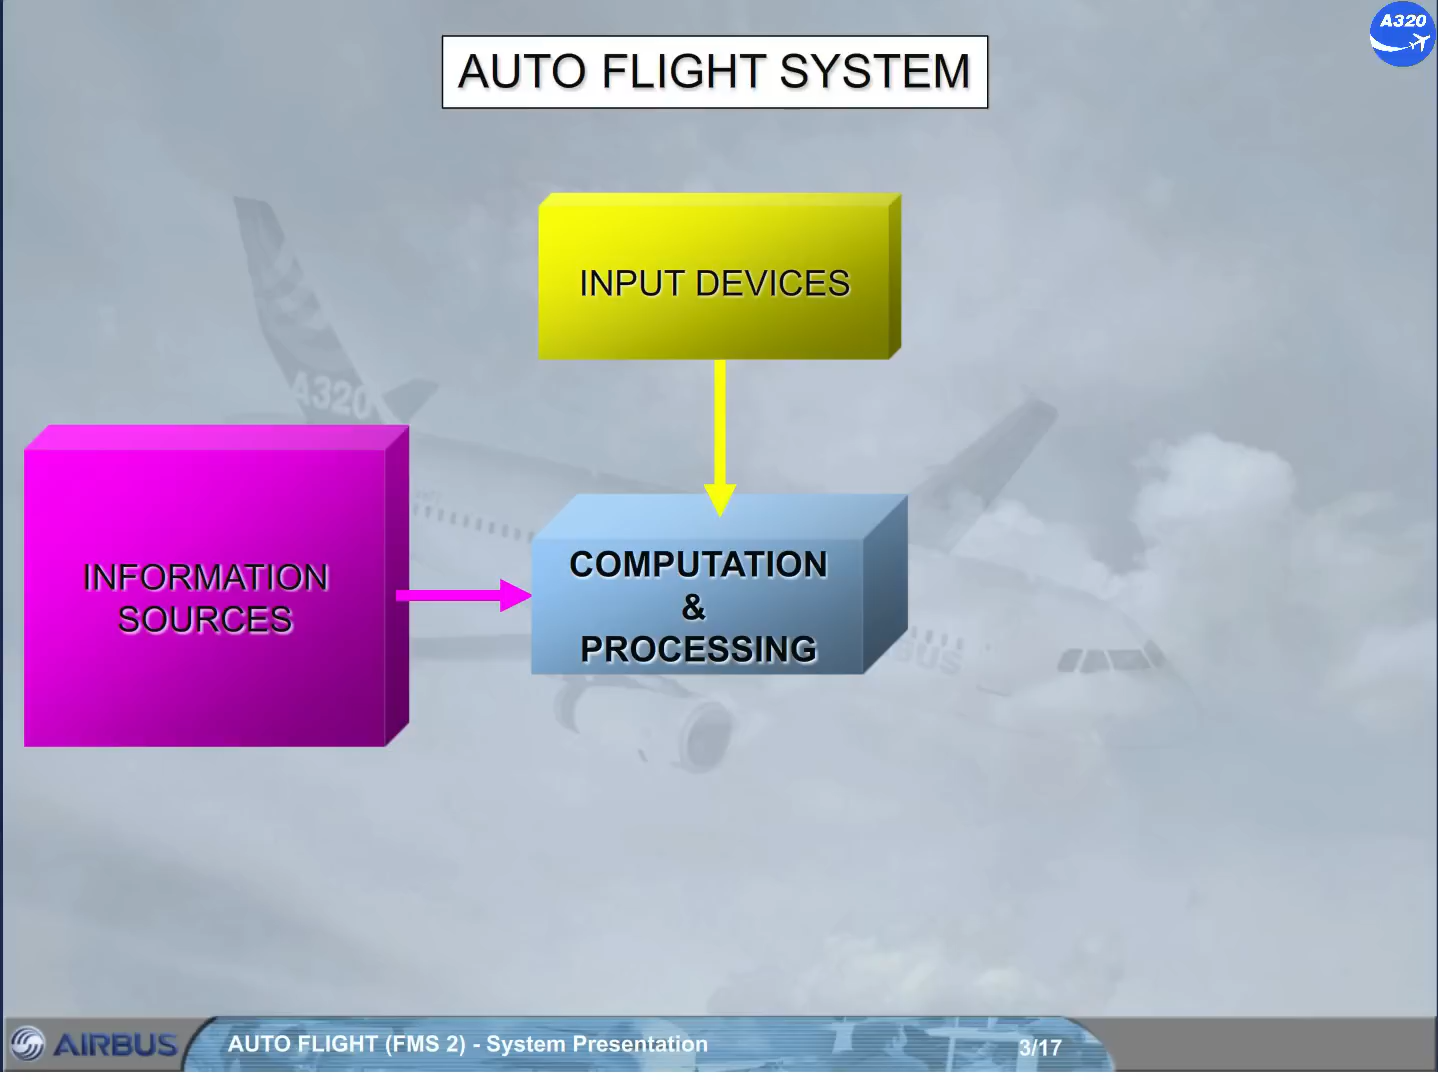 A320
AUTO FLIGHT SYSTEM
INPUT DEVICES
A320
INFORMATION
SOURCES
COMPUTATION
&
PROCESSING
AIRBUS
AUTO FLIGHT (FMS 2) - System Presentation
3/17